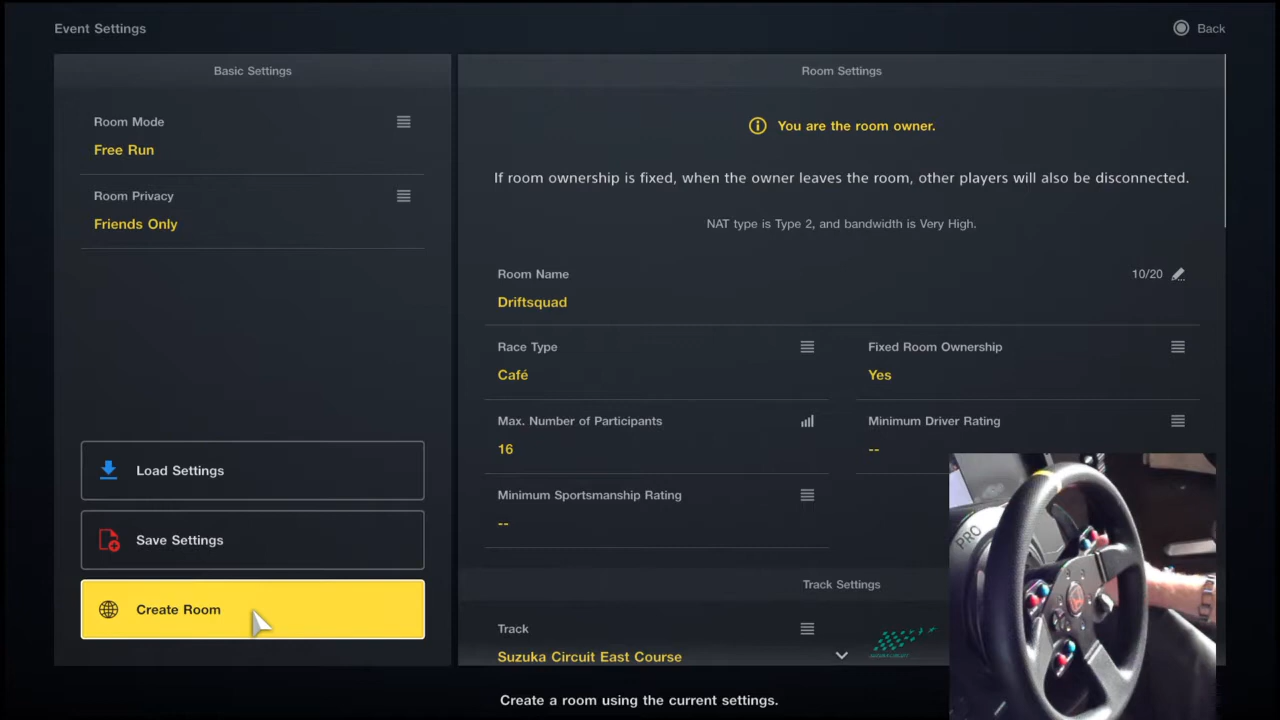 Event Settings
Back
Basic Settings
Room Mode
Free Run
Room Privacy
Friends Only
Load Settings
Save Settings
Create Room
Room Settings
You are the room owner.
If room ownership is fixed, when the owner leaves the room, other players will also be disconnected.
NAT type is Type 2, and bandwidth is Very High.
Room Name
10/20
Driftsquad
Race Type
Café
Fixed Room Ownership
Yes
Max. Number of Participants
16
Minimum Driver Rating
--
Minimum Sportsmanship Rating
--
Track Settings
Track
Suzuka Circuit East Course
PRO
Create a room using the current settings.